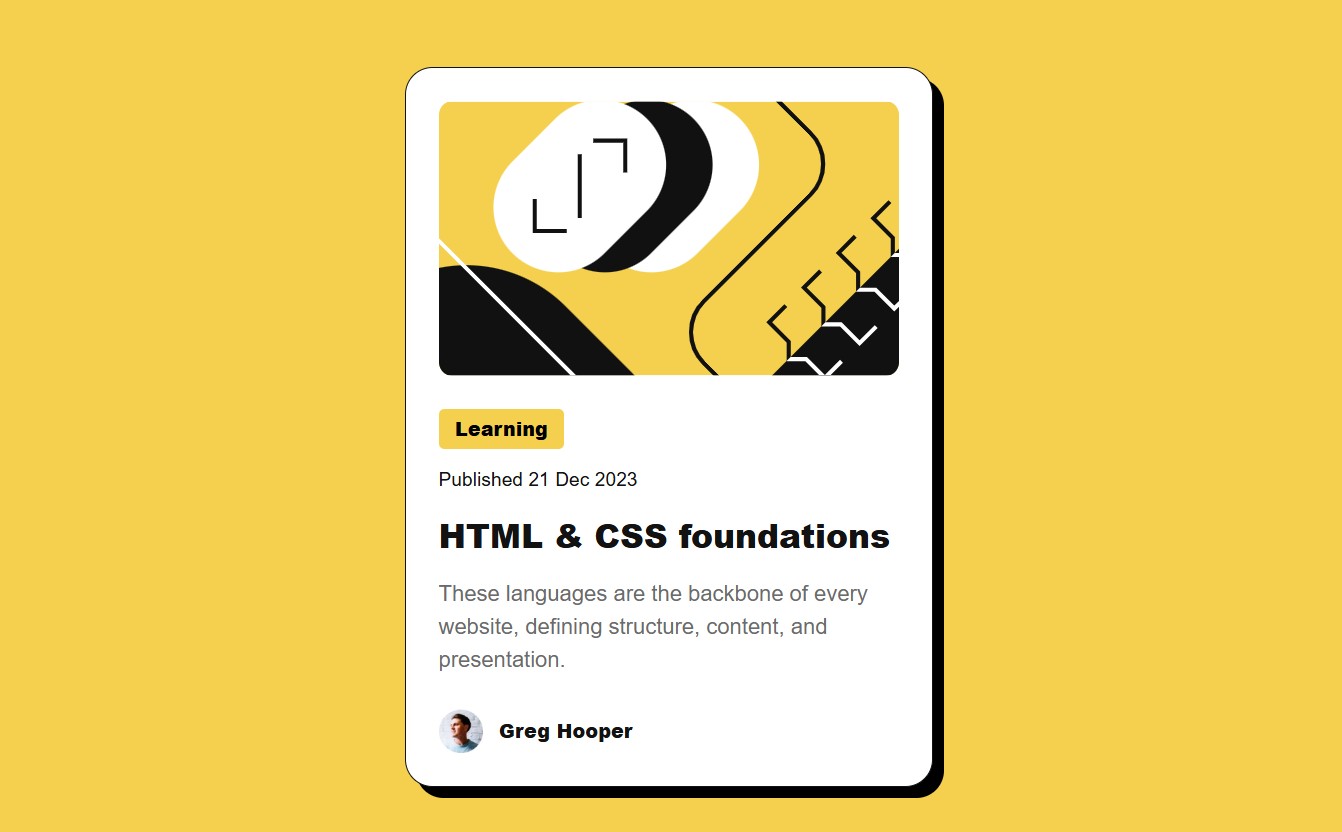 Learning
Published 21 Dec 2023
HTML & CSS foundations
These languages are the backbone of every
website, defining structure, content, and
presentation.
Greg Hooper